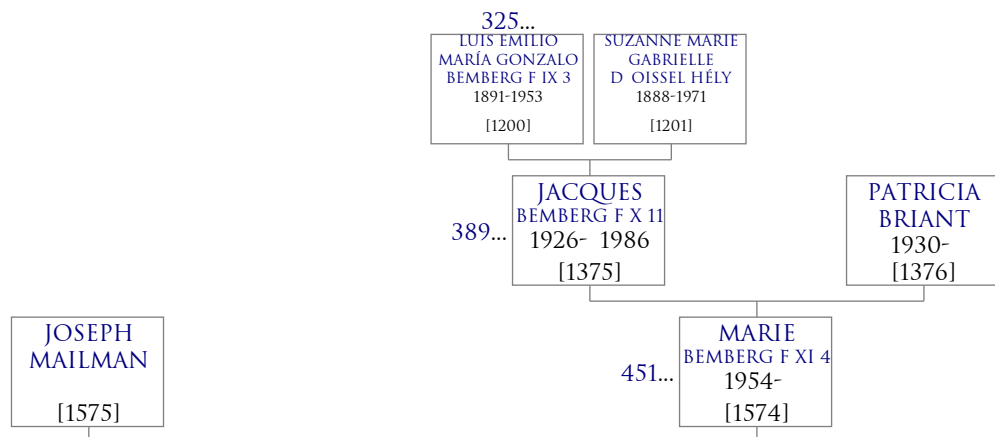 325...
LUIS EMILIO
MARÍA GONZALO
BEMBERG F IX 3
1891-1953
[1200]
SUZANNE MARIE
GABRIELLE
D OISSEL HÉLY
1888-1971
[1201]
389...
JACQUES
BEMBERG F X 11
1926- 1986
[1375]
PATRICIA
BRIANT
1930-
[1376]
JOSEPH
MAILMAN
[1575]
451...
MARIE
BEMBERG F XI 4
1954-
[1574]